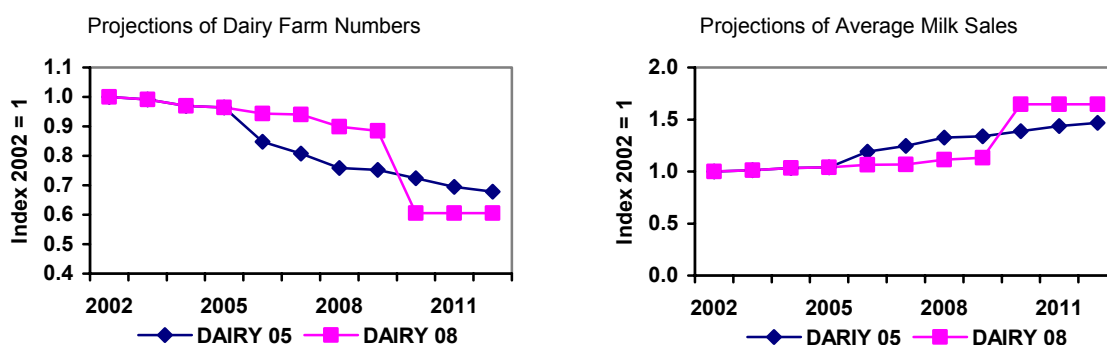 Projections of Dairy Farm Numbers
1.1
1.0
0.9
0.8
0.7
0.6
0.5
0.4
Index 2002 = 1
2002 2005 2008 2011
DAIRY 05 DAIRY 08
Projections of Average Milk Sales
2.0
1.5
1.0
0.5
0.0
Index 2002 = 1
2002 2005 2008 2011
DARIY 05 DAIRY 08